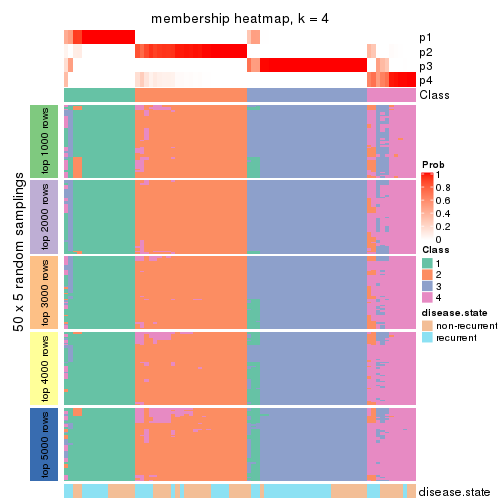 membership heatmap, k = 4
p1
p2
p3
p4
Class
50 x 5 random samplings
top 1000 rows
top 2000 rows
top 3000 rows
top 4000 rows
top 5000 rows
disease.state
Prob
1
0.8
0.6
0.4
0.2
0
Class
1
2
3
4
disease.state
non-recurrent
recurrent